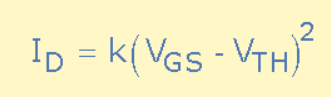 I_D = k(V_GS - V_TH)^2